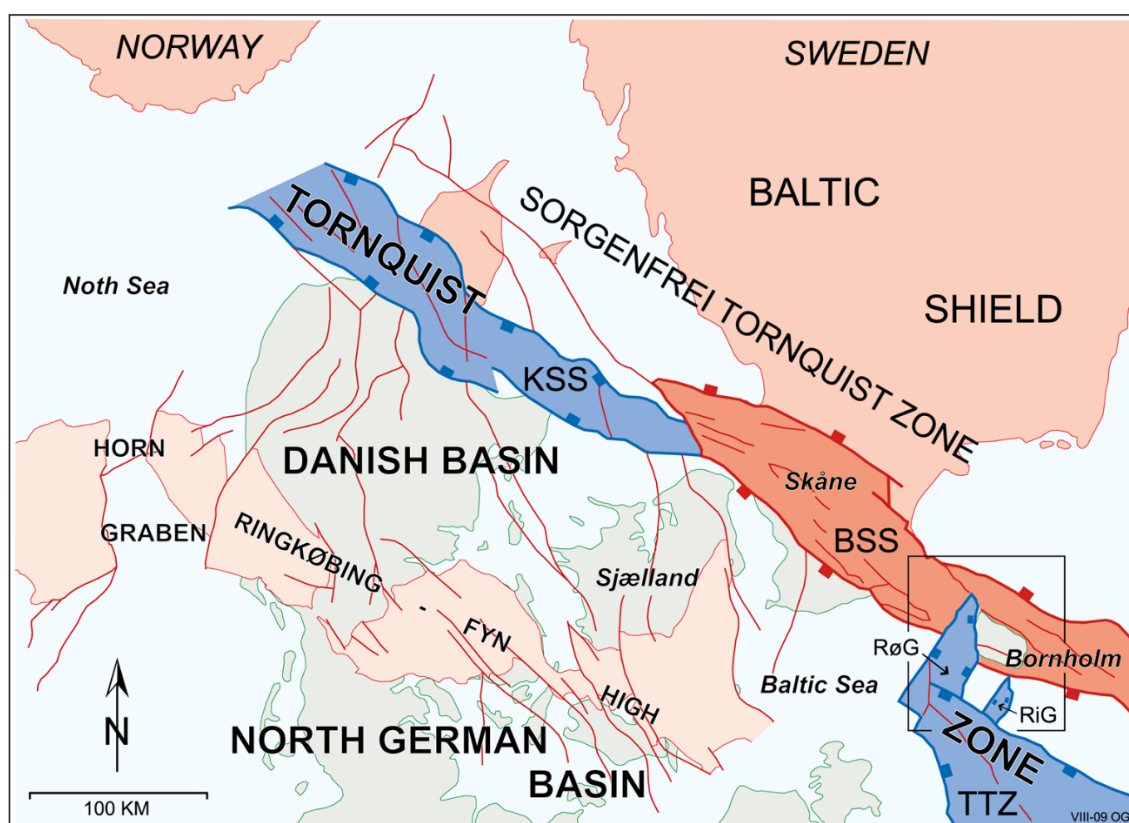 NORWAY
SWEDEN
BALTIC
SHIELD
TORNQUIST
SORGENFREI TORNQUIST ZONE
Noth Sea
KSS
HORN
GRABEN
DANISH BASIN
Skåne
BSS
RINGKØBING
-
FYN
HIGH
Sjælland
RøG
Bornholm
Baltic Sea
RiG
ZONE
TTZ
NORTH GERMAN
BASIN
N
100 KM
VIII-09 OG